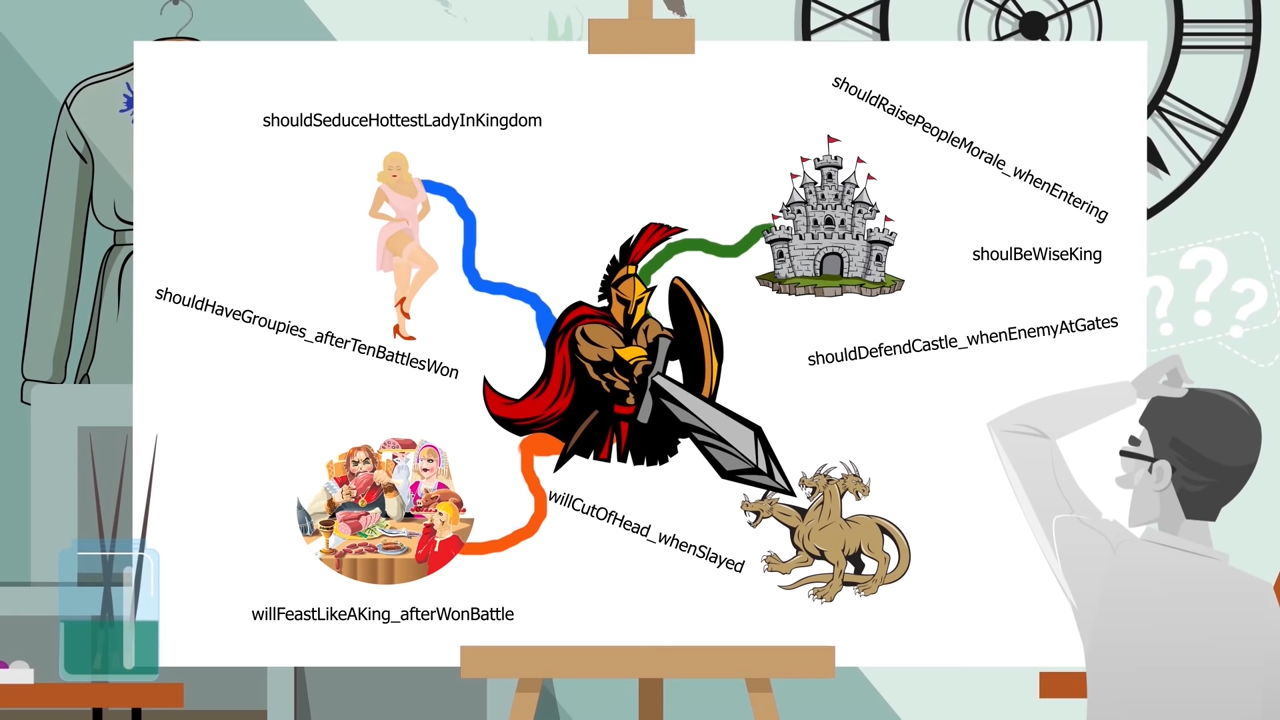 shouldSeduceHottestLadyInKingdom
shouldRaisePeopleMorale_whenEntering
shoulBeWiseKing
shouldHaveGroupies_afterTenBattlesWon
shouldDefendCastle_whenEnemyAtGates
willCutOfHead_whenSlayed
willFeastLikeAKing_afterWonBattle
???